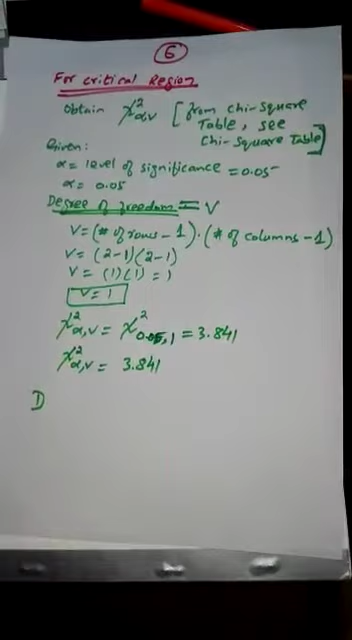 6
For critical Region
Obtain χ²α,v [from Chi-Square
Table, see
Chi-Square Table]
Given:
α = level of significance = 0.05
α = 0.05
Degree of freedom = V
V = (# of rows - 1) . (# of columns - 1)
V = (2-1)(2-1)
V = (1)(1) = 1
V = 1
χ²α,v = χ²0.05,1 = 3.841
χ²α,v = 3.841
D